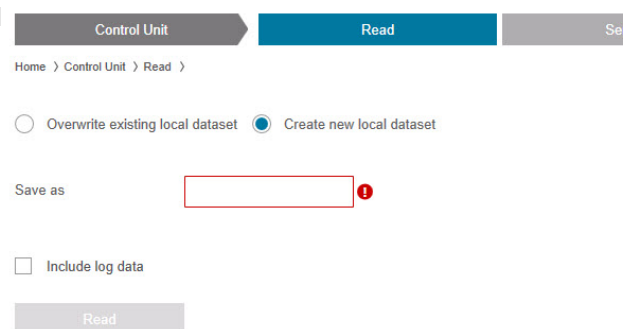 Control Unit Read Se
Home > Control Unit > Read >
Overwrite existing local dataset Create new local dataset
Save as
Include log data
Read